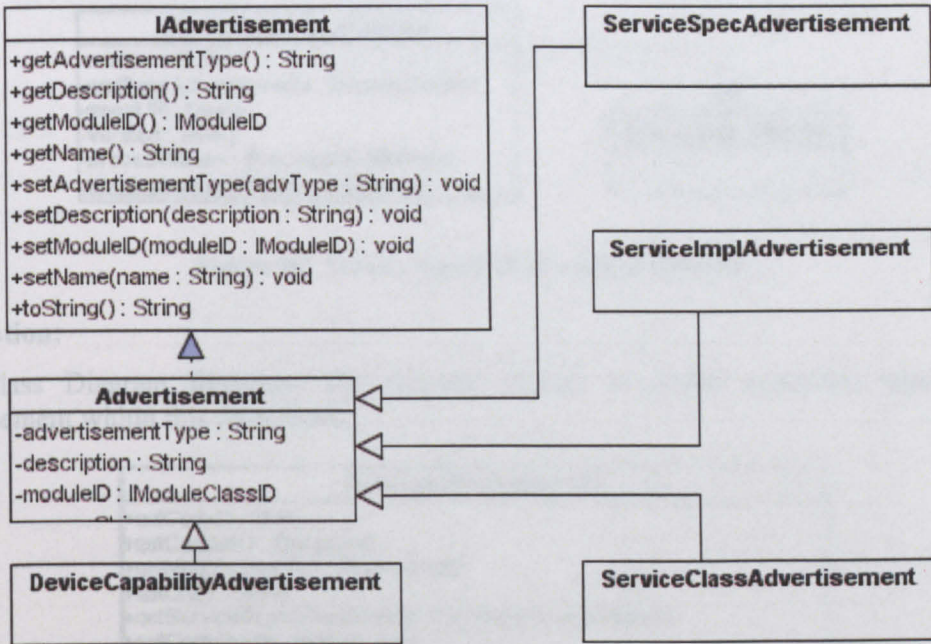 IAdvertisement
+getAdvertisementType() : String
+getDescription() : String
+getModuleID() : IModuleID
+getName() : String
+setAdvertisementType(advType : String) : void
+setDescription(description : String) : void
+setModuleID(moduleID : IModuleID) : void
+setName(name : String) : void
+toString() : String
Advertisement
-advertisementType : String
-description : String
-moduleID : IModuleClassID
DeviceCapabilityAdvertisement
ServiceSpecAdvertisement
ServiceImplAdvertisement
ServiceClassAdvertisement